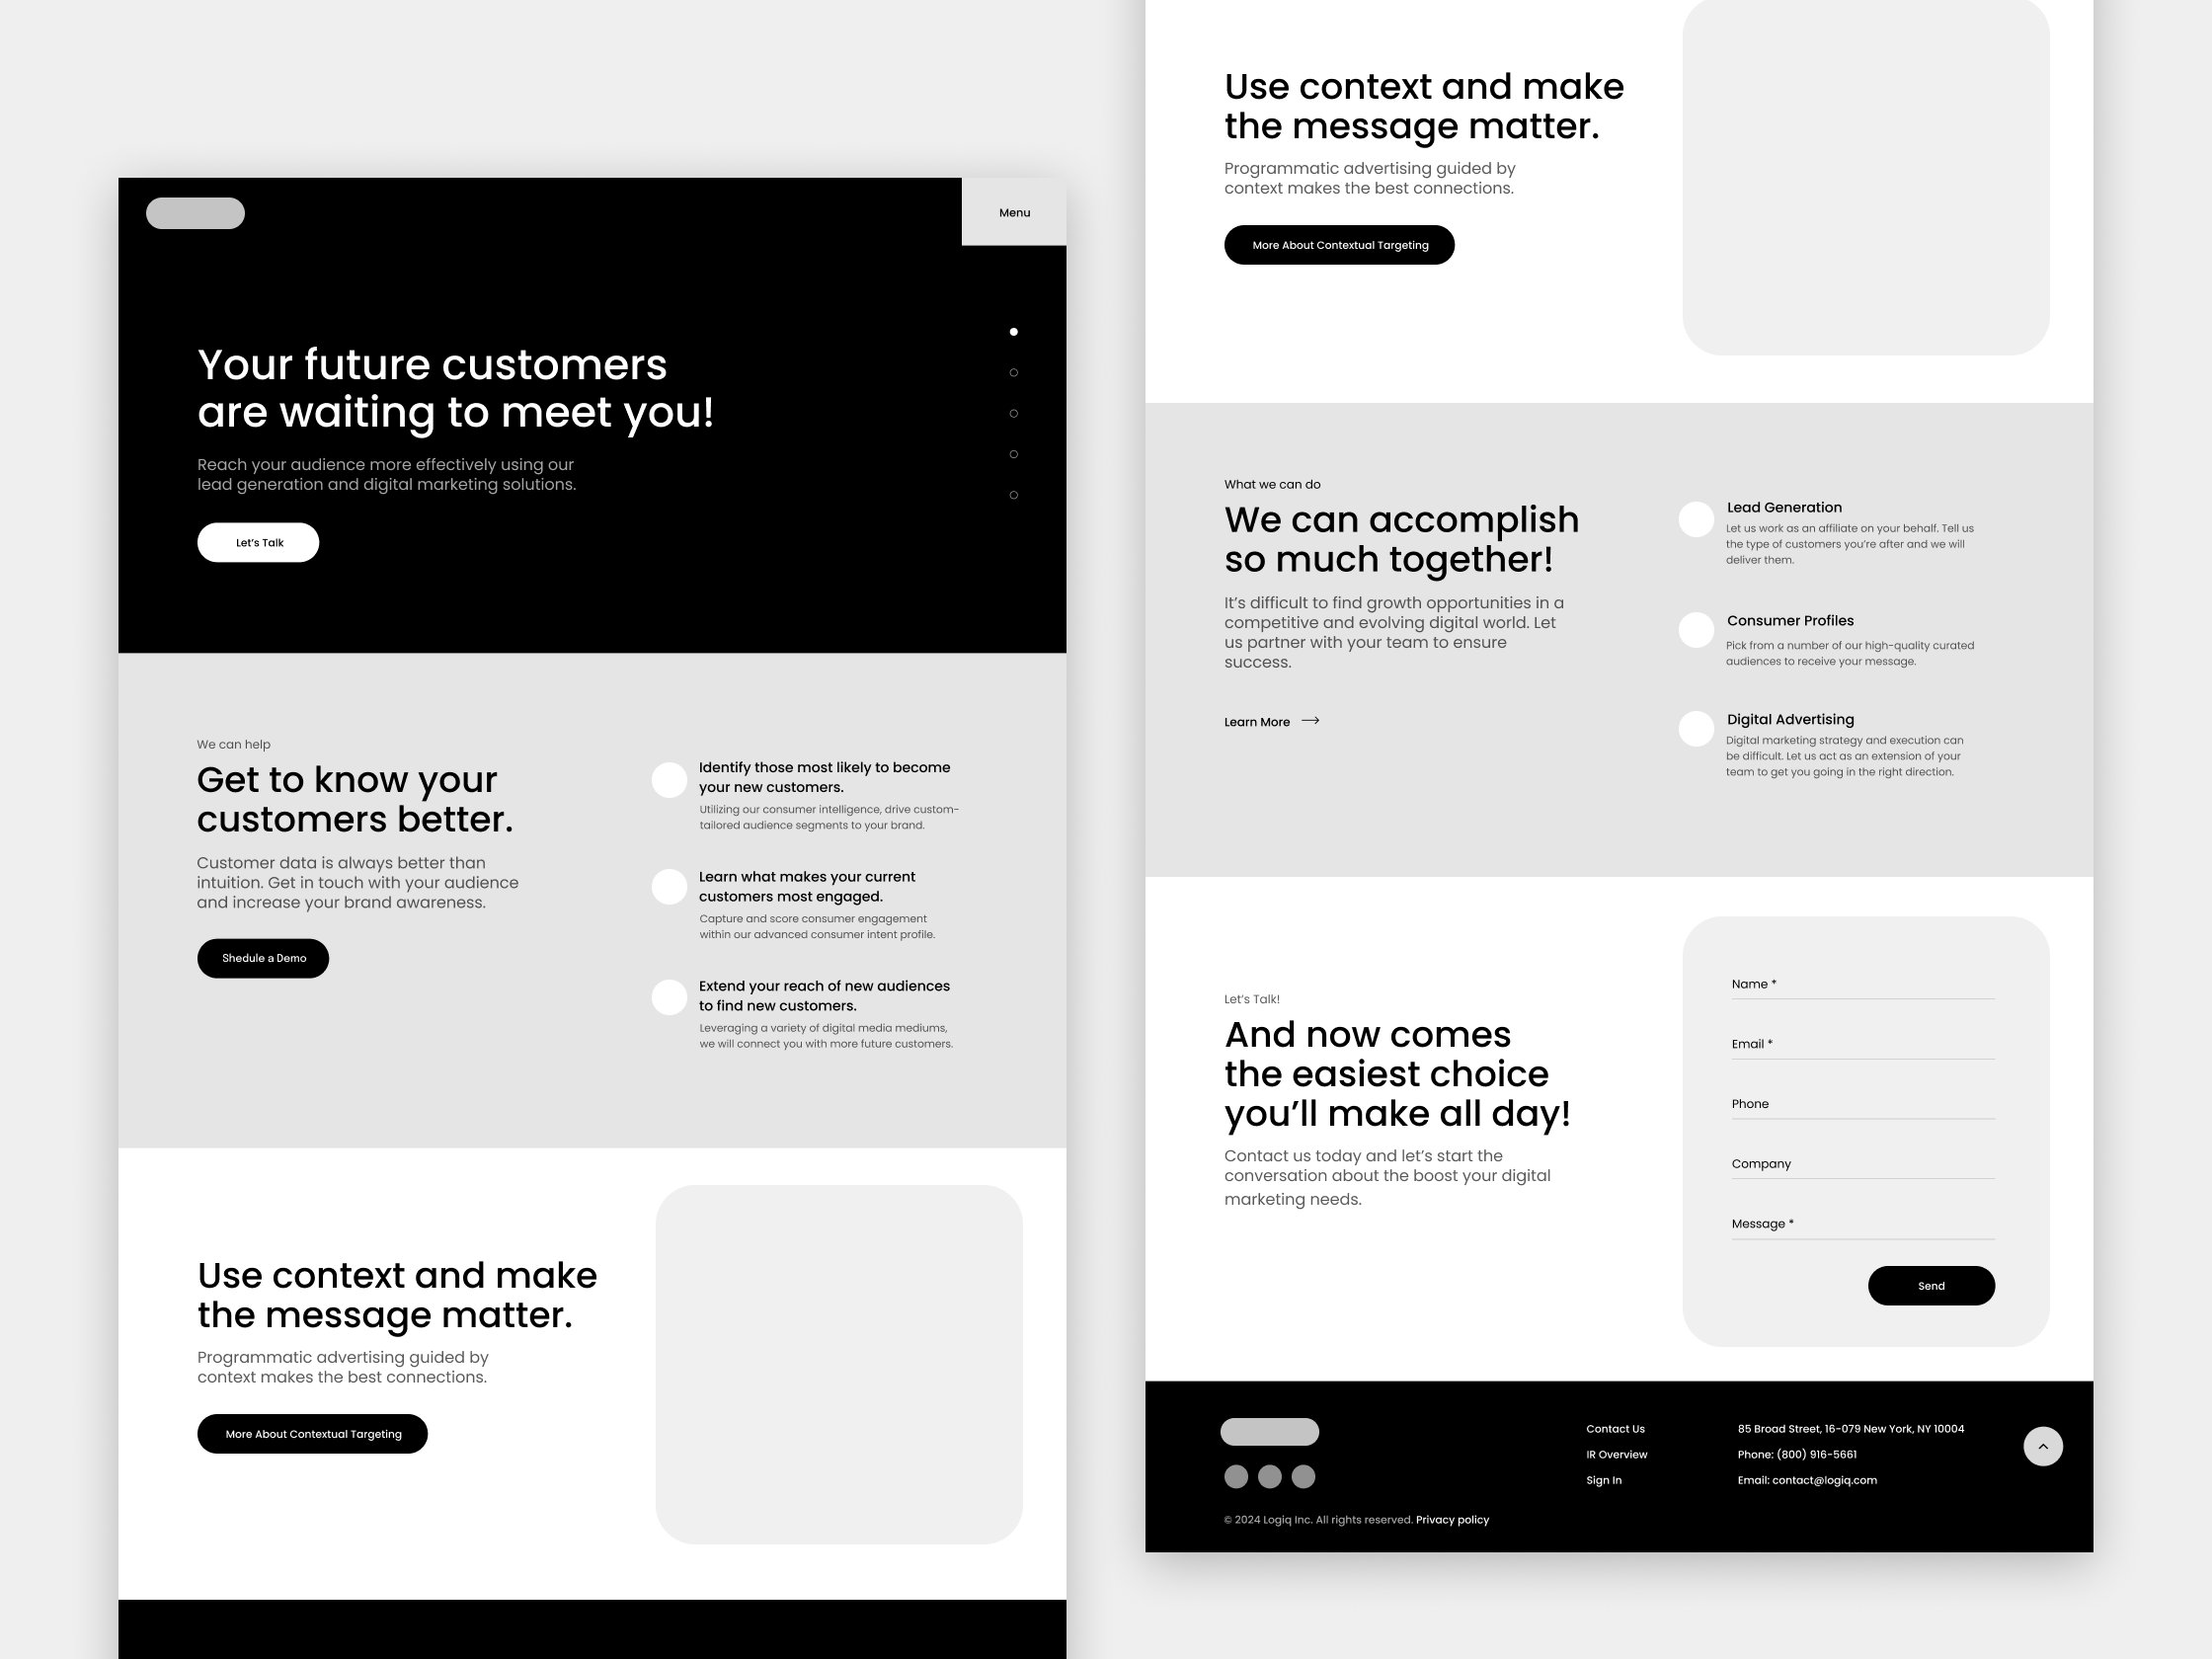 Menu
Your future customers
are waiting to meet you!
Reach your audience more effectively using our
lead generation and digital marketing solutions.
Let's Talk
We can help
Get to know your
customers better.
Customer data is always better than
intuition. Get in touch with your audience
and increase your brand awareness.
Shedule a Demo
Identify those most likely to become
your new customers.
Utilizing our consumer intelligence, drive custom-
tailored audience segments to your brand.
Learn what makes your current
customers most engaged.
Capture and score consumer engagement
within our advanced consumer intent profile.
Extend your reach of new audiences
to find new customers.
Leveraging a variety of digital media mediums,
we will connect you with more future customers.
Use context and make
the message matter.
Programmatic advertising guided by
context makes the best connections.
More About Contextual Targeting
Use context and make
the message matter.
Programmatic advertising guided by
context makes the best connections.
More About Contextual Targeting
What we can do
We can accomplish
so much together!
It's difficult to find growth opportunities in a
competitive and evolving digital world. Let
us partner with your team to ensure
success.
Learn More
Lead Generation
Let us work as an affiliate on your behalf. Tell us
the type of customers you're after and we will
deliver them.
Consumer Profiles
Pick from a number of our high-quality curated
audiences to receive your message.
Digital Advertising
Digital marketing strategy and execution can
be difficult. Let us act as an extension of your
team to get you going in the right direction.
Let's Talk!
And now comes
the easiest choice
you'll make all day!
Contact us today and let's start the
conversation about the boost your digital
marketing needs.
Name *
Email *
Phone
Company
Message *
Send
Contact Us
IR Overview
Sign In
85 Broad Street, 16-079 New York, NY 10004
Phone: (800) 916-5661
Email: contact@logiq.com
© 2024 Logiq Inc. All rights reserved. Privacy policy